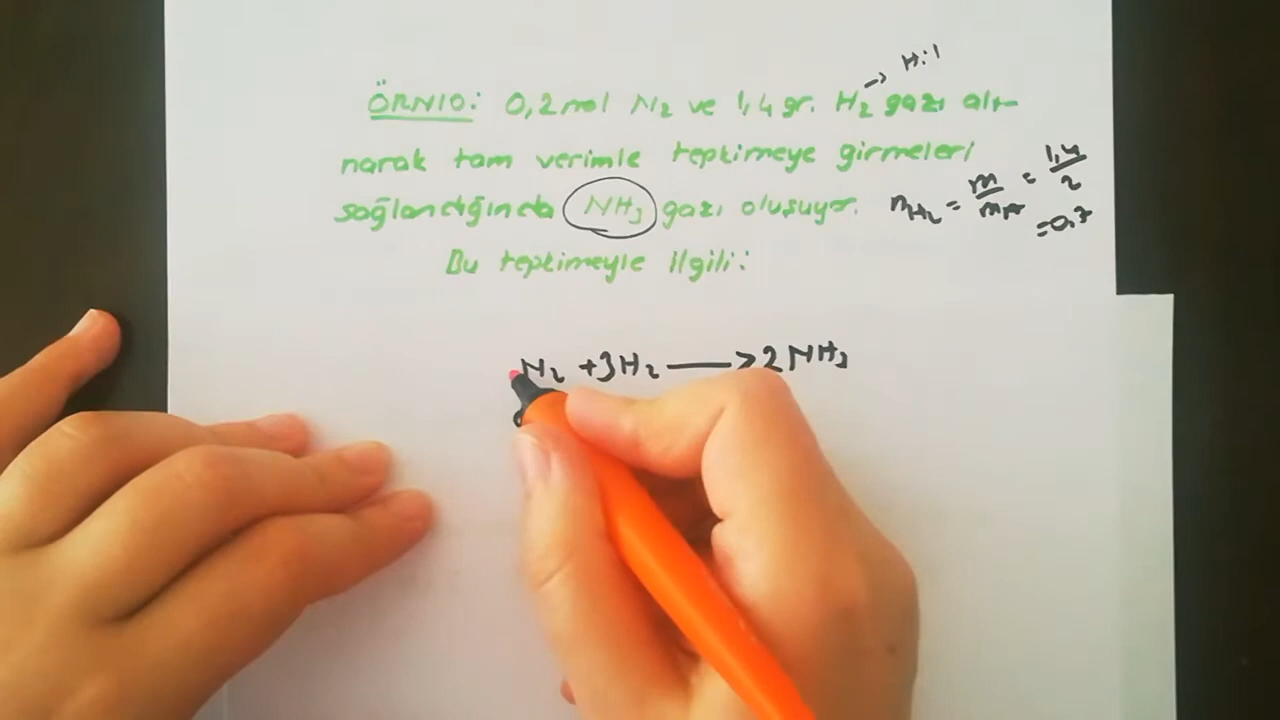 ÖRN10: 0,2 mol N₂ ve 1,4 gr. H₂ gazı alı-
→ H:1
narak tam verimle tepkimeye girmeleri
sağlandığında NH₃ gazı oluşuyor.
nH₂ = m/mA = 1,4/2
=0,7
Bu tepkimeyle ilgili:
N₂ + 3H₂ → 2NH₃